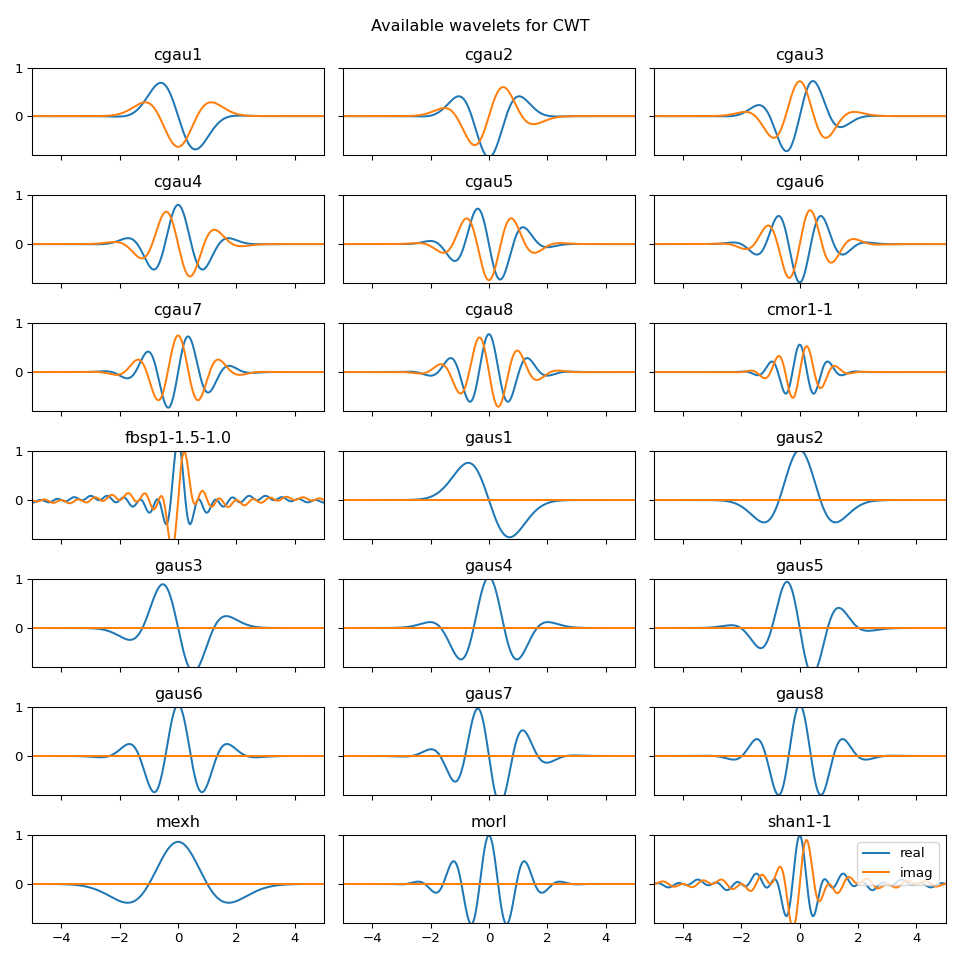 Available wavelets for CWT
cgau1 cgau2 cgau3
1
0
cgau4 cgau5 cgau6
1
0
cgau7 cgau8 cmor1-1
1
0
fbsp1-1.5-1.0 gaus1 gaus2
1
0
gaus3 gaus4 gaus5
1
0
gaus6 gaus7 gaus8
1
0
mexh morl shan1-1
1
real
0
imag
−4 −2 0 2 4 −4 −2 0 2 4 −4 −2 0 2 4